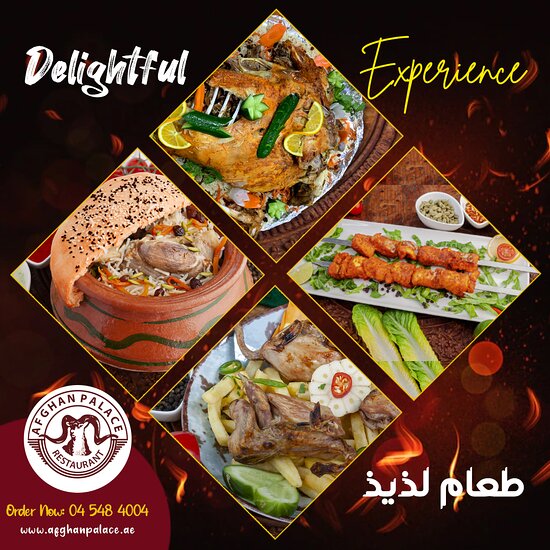 Delightful
Experience
AFGHAN PALACE
RESTAURANT
طعام لذيذ
Order Now: 04 548 4004
www.afghanpalace.ae